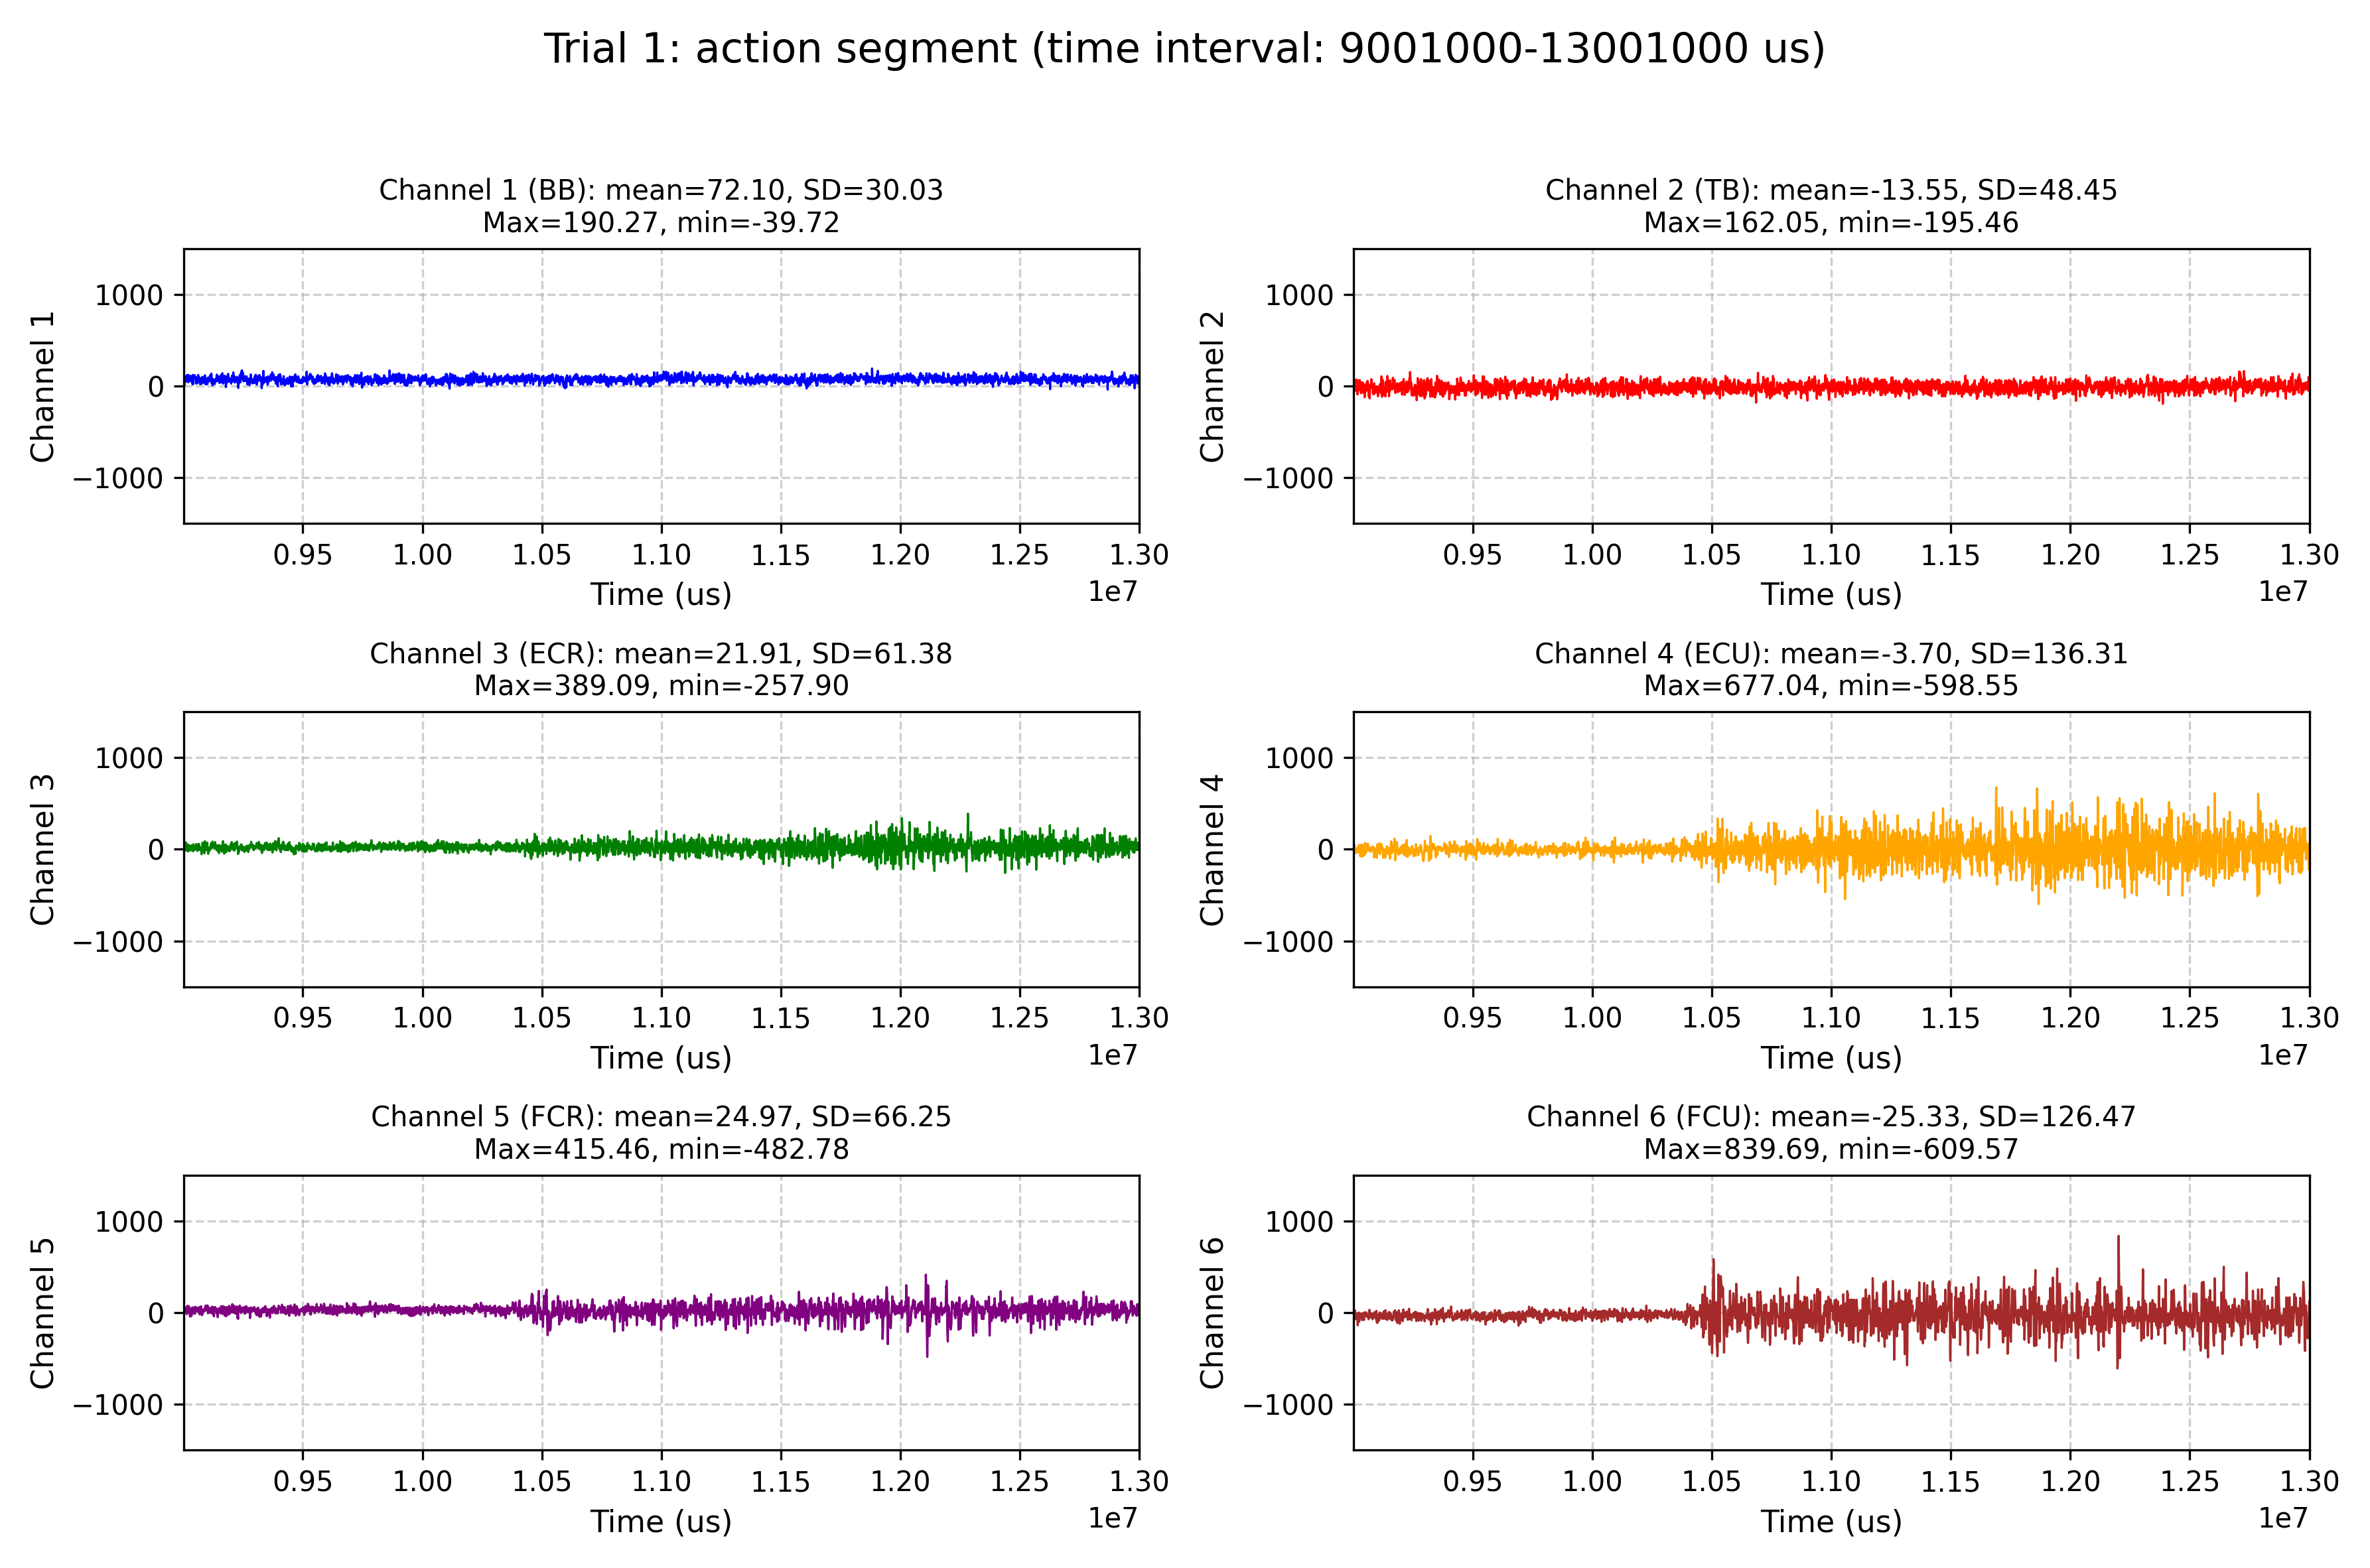 Trial 1: action segment (time interval: 9001000-13001000 us)
Channel 1 (BB): mean=72.10, SD=30.03
Max=190.27, min=-39.72
1000
0
−1000
Channel 1
0.95 1.00 1.05 1.10 1.15 1.20 1.25 1.30
Time (us)
1e7
Channel 2 (TB): mean=-13.55, SD=48.45
Max=162.05, min=-195.46
1000
0
−1000
Channel 2
0.95 1.00 1.05 1.10 1.15 1.20 1.25 1.30
Time (us)
1e7
Channel 3 (ECR): mean=21.91, SD=61.38
Max=389.09, min=-257.90
1000
0
−1000
Channel 3
0.95 1.00 1.05 1.10 1.15 1.20 1.25 1.30
Time (us)
1e7
Channel 4 (ECU): mean=-3.70, SD=136.31
Max=677.04, min=-598.55
1000
0
−1000
Channel 4
0.95 1.00 1.05 1.10 1.15 1.20 1.25 1.30
Time (us)
1e7
Channel 5 (FCR): mean=24.97, SD=66.25
Max=415.46, min=-482.78
1000
0
−1000
Channel 5
0.95 1.00 1.05 1.10 1.15 1.20 1.25 1.30
Time (us)
1e7
Channel 6 (FCU): mean=-25.33, SD=126.47
Max=839.69, min=-609.57
1000
0
−1000
Channel 6
0.95 1.00 1.05 1.10 1.15 1.20 1.25 1.30
Time (us)
1e7